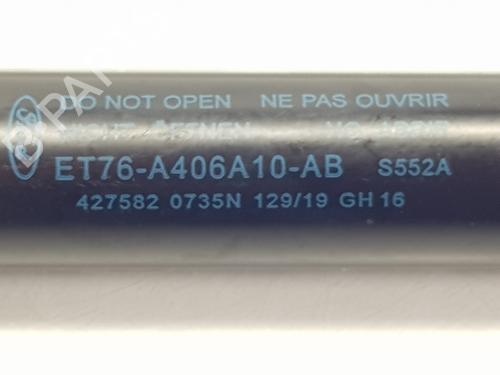 DO NOT OPEN NE PAS OUVRIR
ET76-A406A10-AB S552A
427582 0735N 129/19 GH 16